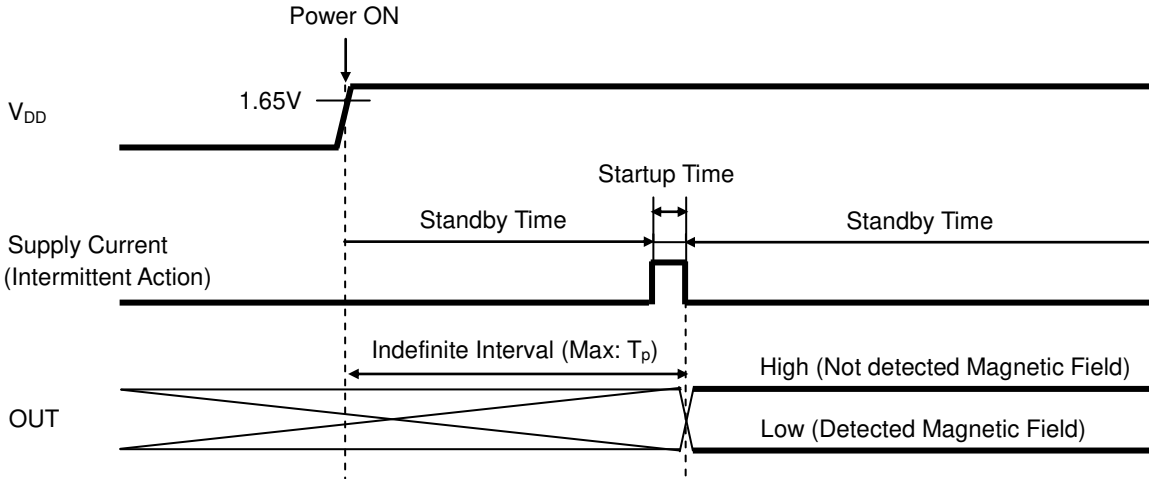 Power ON
1.65V
VDD
Startup Time
Standby Time
Standby Time
Supply Current
(Intermittent Action)
Indefinite Interval (Max: Tp)
High (Not detected Magnetic Field)
OUT
Low (Detected Magnetic Field)